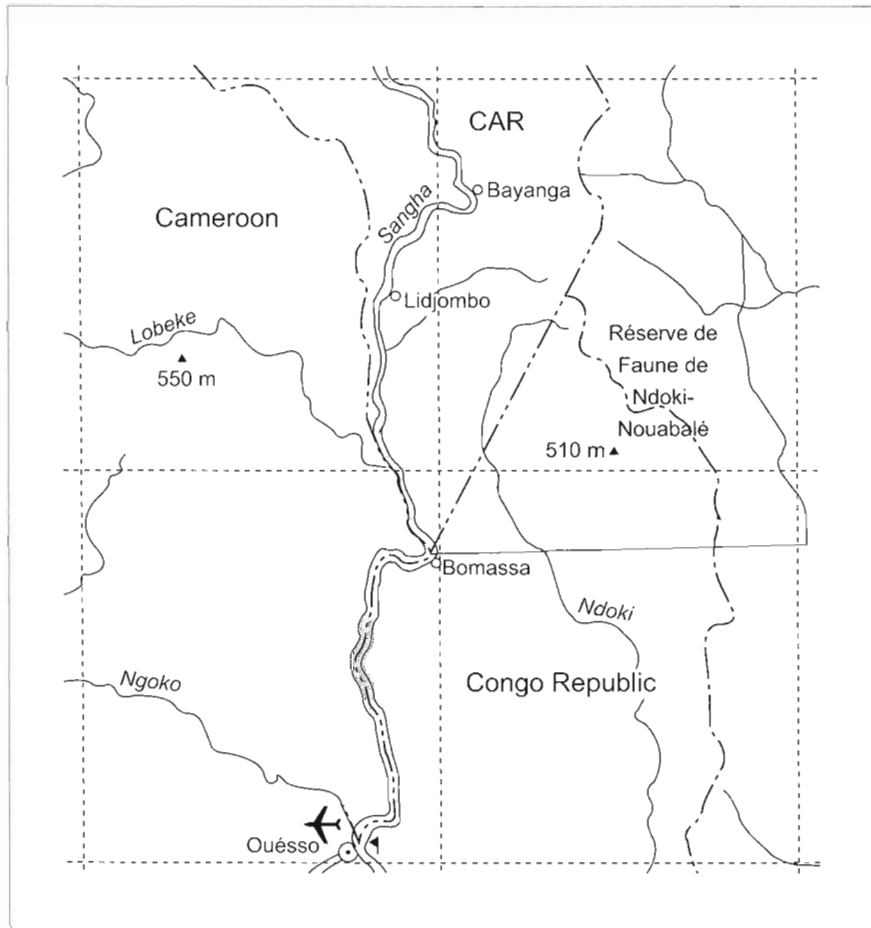 CAR
Bayanga
Sangha
Cameroon
Lidjombo
Lobeke
550 m
Réserve de
Faune de
Ndoki-
Nouabalé
510 m
Bomassa
Ndoki
Ngoko
Congo Republic
Ouésso